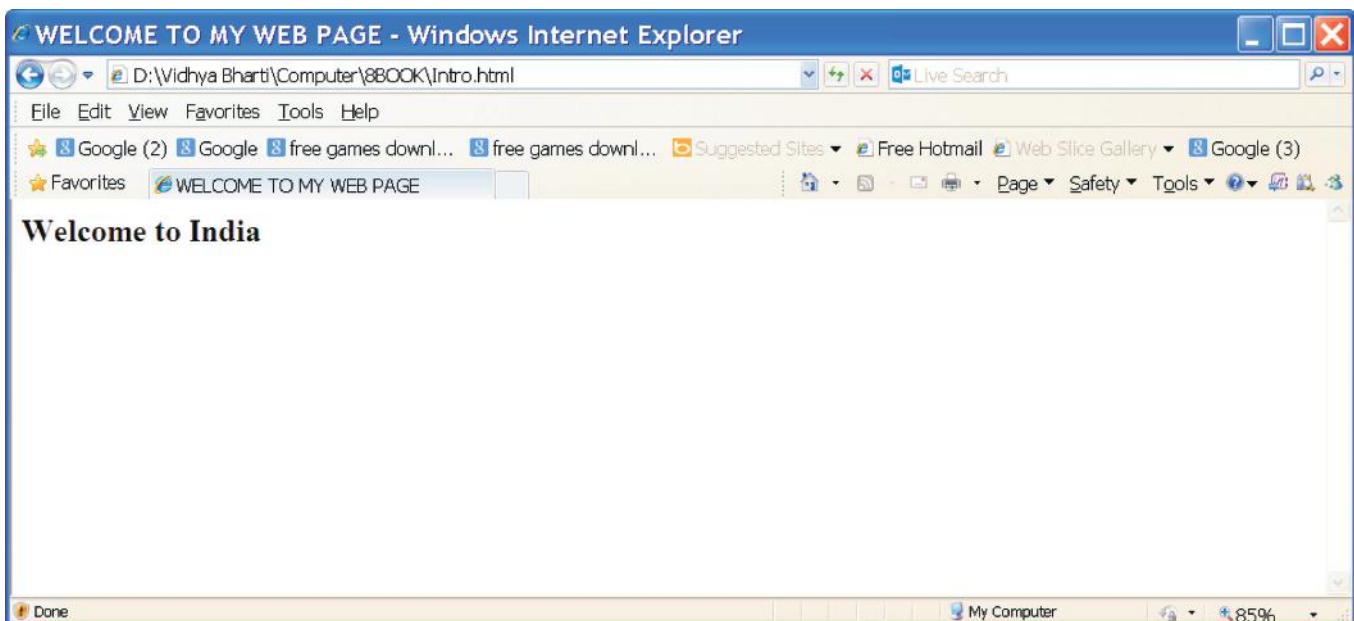 WELCOME TO MY WEB PAGE - Windows Internet Explorer
D:\Vidhya Bharti\Computer\8BOOK\Intro.html Live Search
File Edit View Favorites Tools Help
Google (2) Google free games downl... free games downl... Suggested Sites Free Hotmail Web Slice Gallery Google (3)
Favorites WELCOME TO MY WEB PAGE Page Safety Tools
Welcome to India
Done My Computer 85%